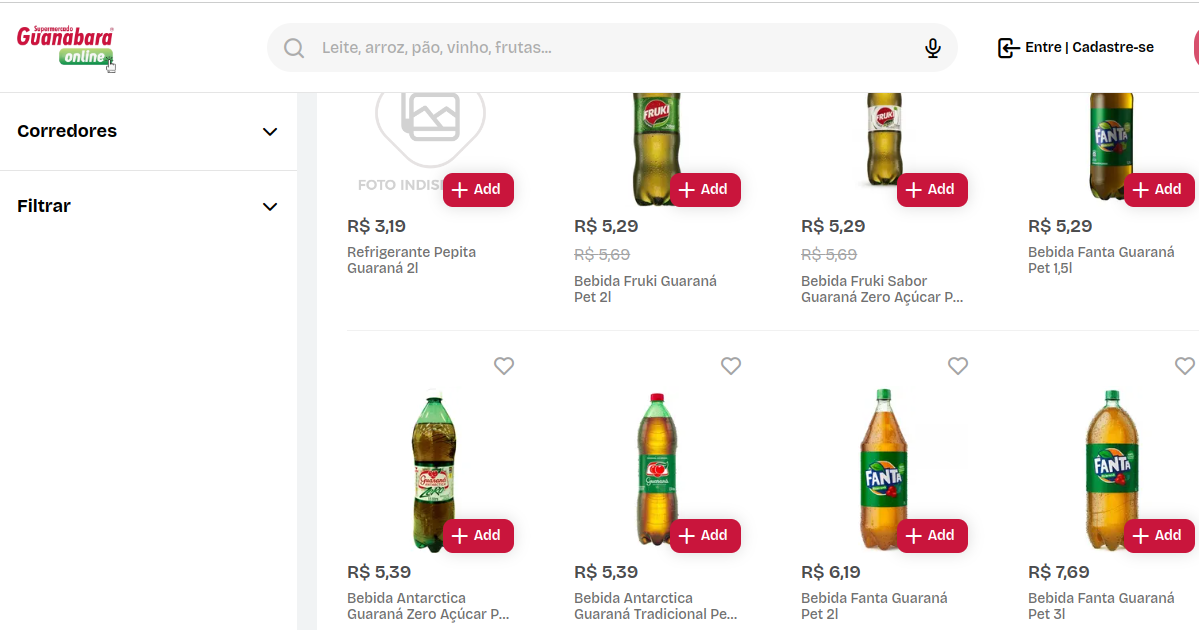 Supermercado
Guanabara
online
Leite, arroz, pão, vinho, frutas...
Entre | Cadastre-se
Corredores
Filtrar
FOTO INDIS
+ Add
+ Add
+ Add
+ Add
FRUKI
FRUKI
FANTA
R$ 3,19
Refrigerante Pepita
Guaraná 2l
R$ 5,29
R$ 5,69
Bebida Fruki Guaraná
Pet 2l
R$ 5,29
R$ 5,69
Bebida Fruki Sabor
Guaraná Zero Açúcar P...
R$ 5,29
Bebida Fanta Guaraná
Pet 1,5l
Guaraná
Zero
Guaraná
FANTA
FANTA
+ Add
+ Add
+ Add
+ Add
R$ 5,39
Bebida Antarctica
Guaraná Zero Açúcar P...
R$ 5,39
Bebida Antarctica
Guaraná Tradicional Pe...
R$ 6,19
Bebida Fanta Guaraná
Pet 2l
R$ 7,69
Bebida Fanta Guaraná
Pet 3l